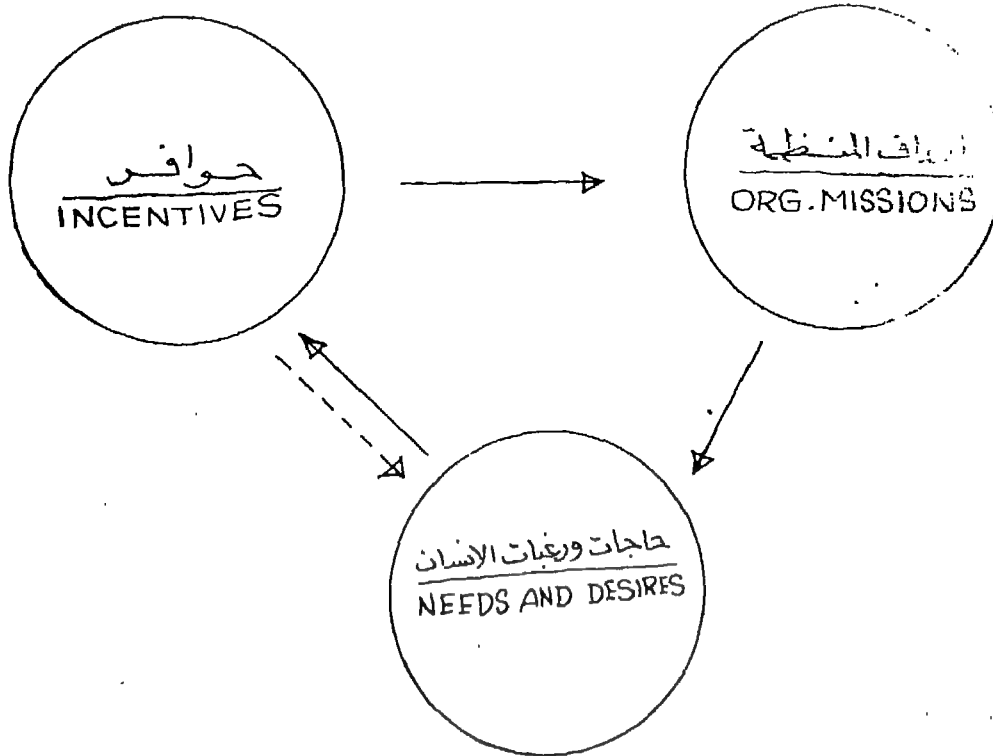 حوافز
INCENTIVES
المنظمة
ORG. MISSIONS
حاجات ورغبات الانسان
NEEDS AND DESIRES